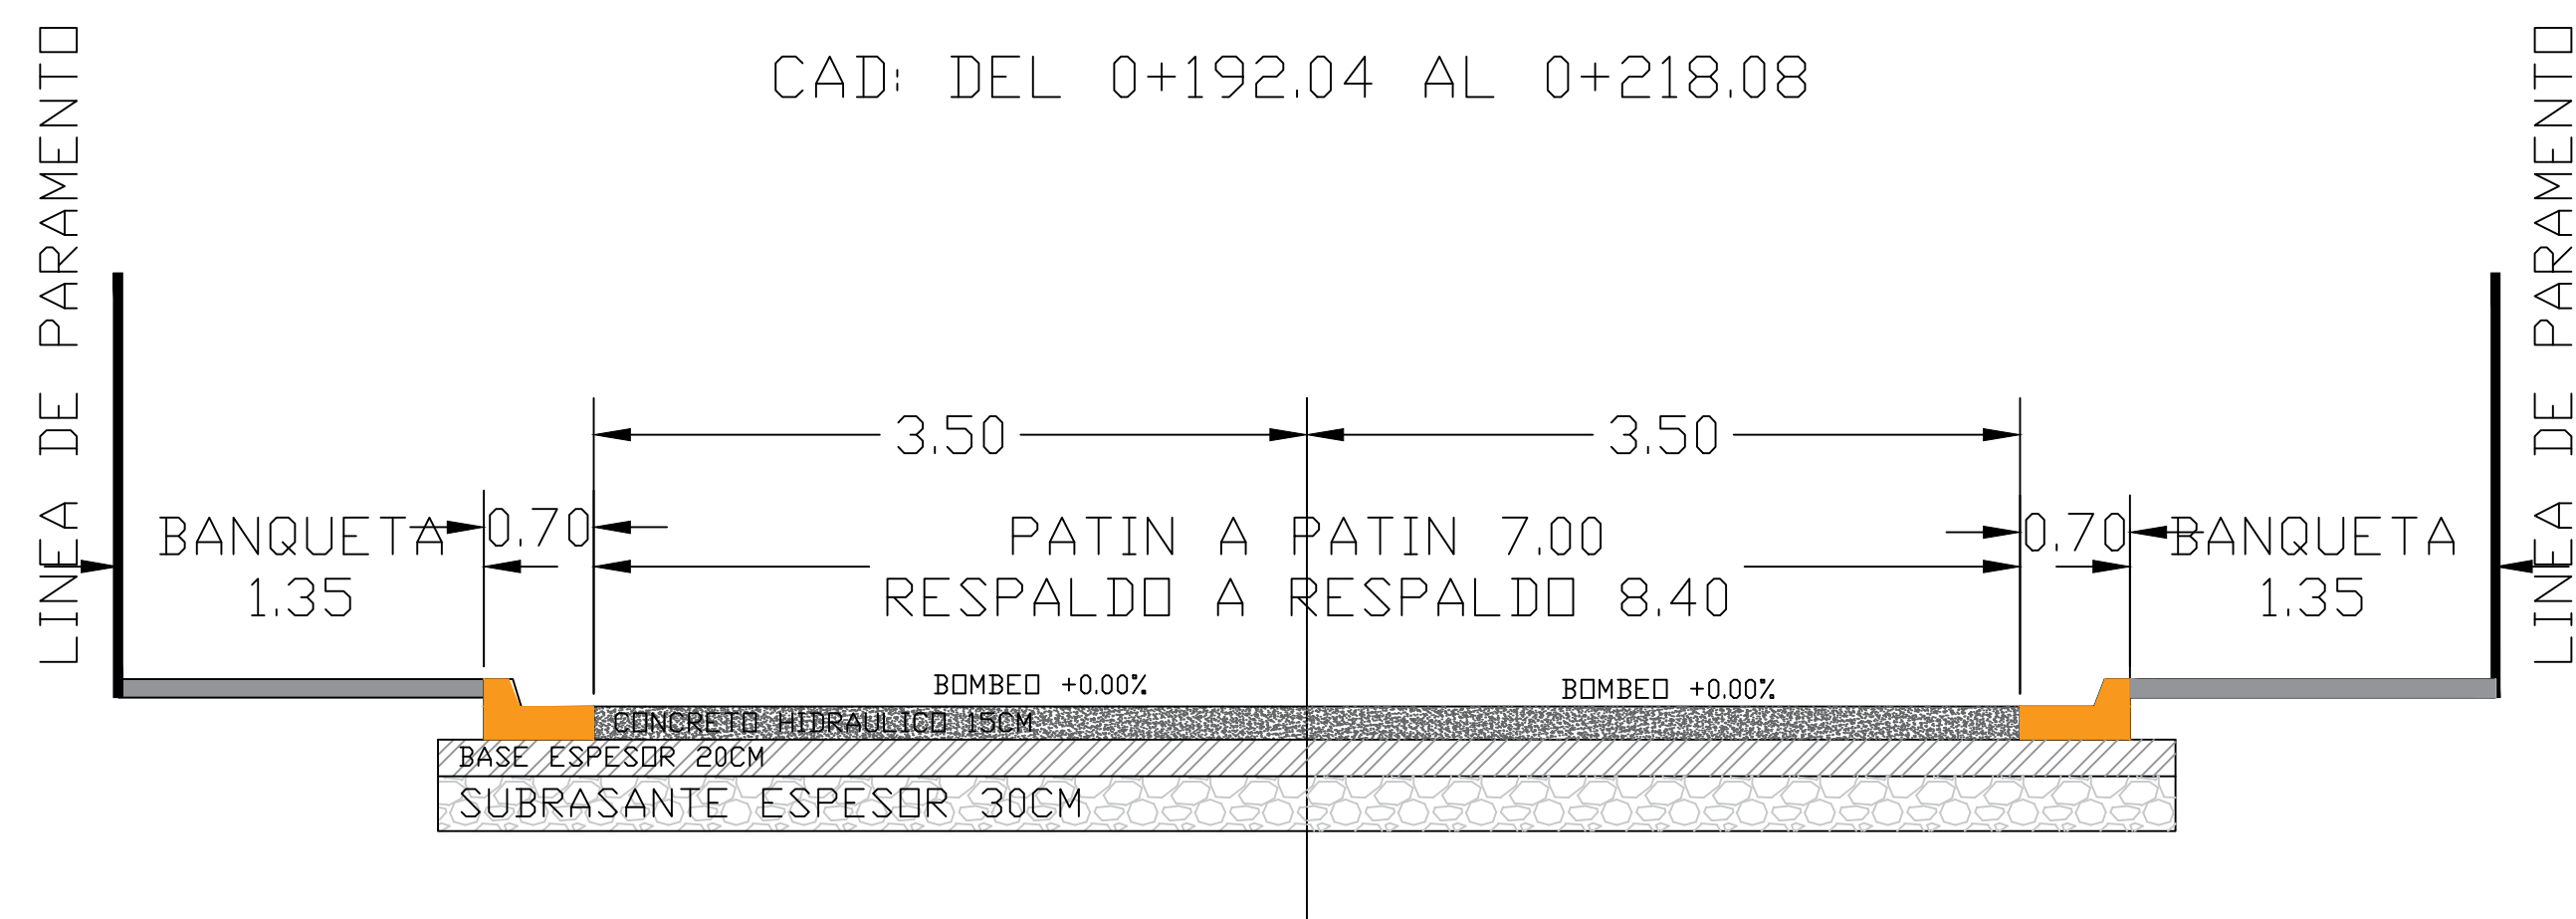 CAD: DEL 0+192.04 AL 0+218.08
LINEA DE PARAMENTO
LINEA DE PARAMENTO
3.50
3.50
BANQUETA
1.35
0.70
PATIN A PATIN 7.00
RESPALDO A RESPALDO 8.40
0.70
BANQUETA
1.35
BOMBEO +0.00%
BOMBEO +0.00%
CONCRETO HIDRAULICO 15CM
BASE ESPESOR 20CM
SUBRASANTE ESPESOR 30CM